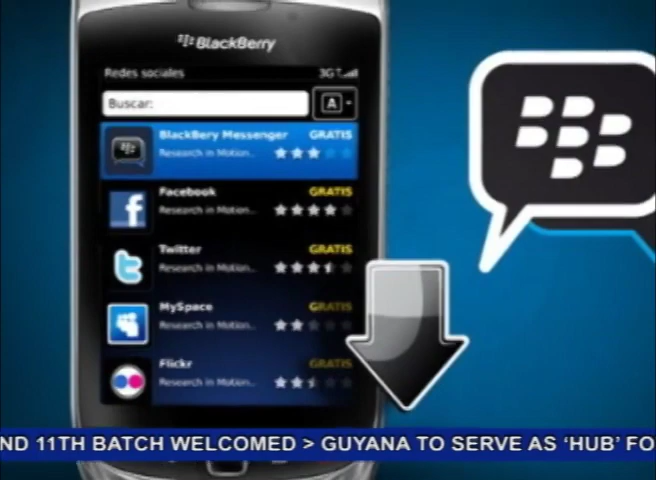 BlackBerry
Redes sociales 3G
Buscar: A
BlackBery Messenger GRATIS
Research in Motion..
Facebook GRATIS
Research in Motion..
Twitter GRATIS
Research in Motion..
MySpace GRATIS
Research in Motion..
Flickr GRATIS
Research in Motion..
ND 11TH BATCH WELCOMED > GUYANA TO SERVE AS ‘HUB’ FO